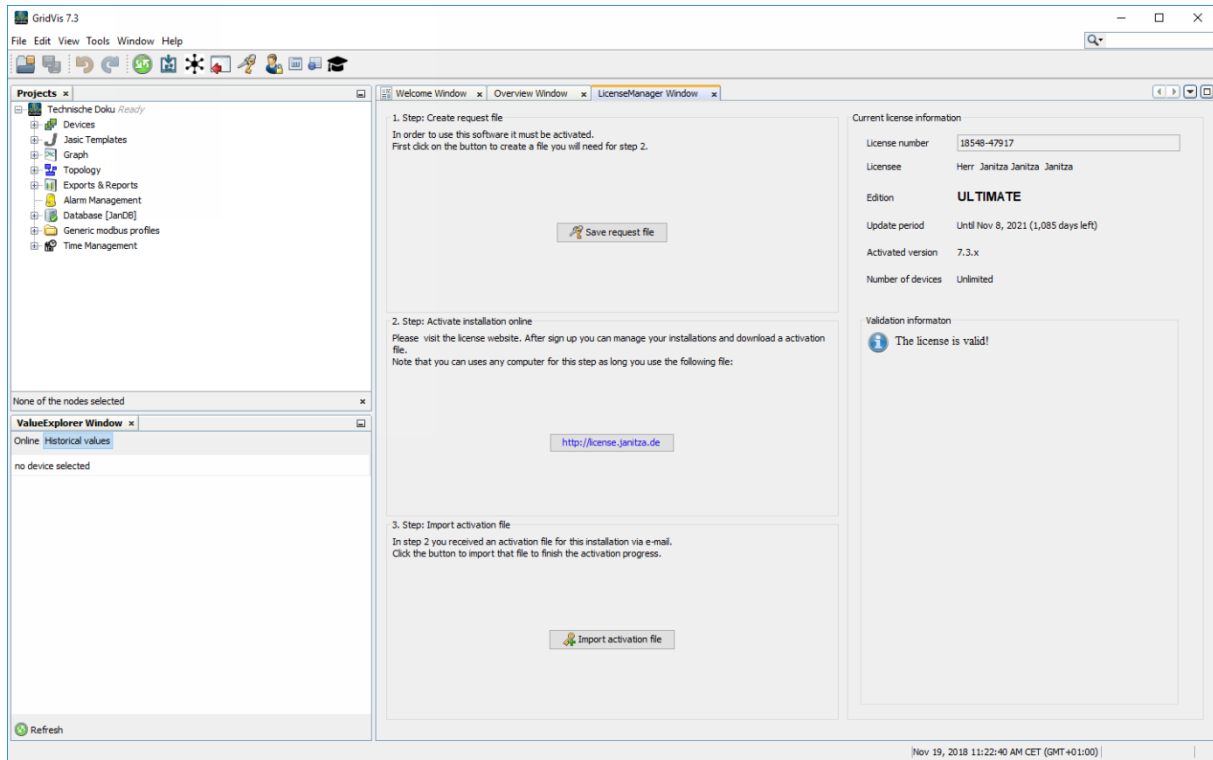 GridVis 7.3
File Edit View Tools Window Help
Projects
Technische Doku Ready
Devices
Jasic Templates
Graph
Topology
Exports & Reports
Alarm Management
Database [JanDB]
Generic modbus profiles
Time Management
None of the nodes selected
ValueExplorer Window
Online Historical values
no device selected
Refresh
Welcome Window Overview Window LicenseManager Window
1. Step: Create request file
In order to use this software it must be activated.
First click on the button to create a file you will need for step 2.
Save request file
2. Step: Activate installation online
Please visit the license website. After sign up you can manage your installations and download a activation
file.
Note that you can uses any computer for this step as long you use the following file:
http://license.janitza.de
3. Step: Import activation file
In step 2 you received an activation file for this installation via e-mail.
Click the button to import that file to finish the activation progress.
Import activation file
Current license information
License number 18548-47917
Licensee Herr Janitza Janitza Janitza
Edition ULTIMATE
Update period Until Nov 8, 2021 (1,085 days left)
Activated version 7.3.x
Number of devices Unlimited
Validation informaton
The license is valid!
Nov 19, 2018 11:22:40 AM CET (GMT+01:00)